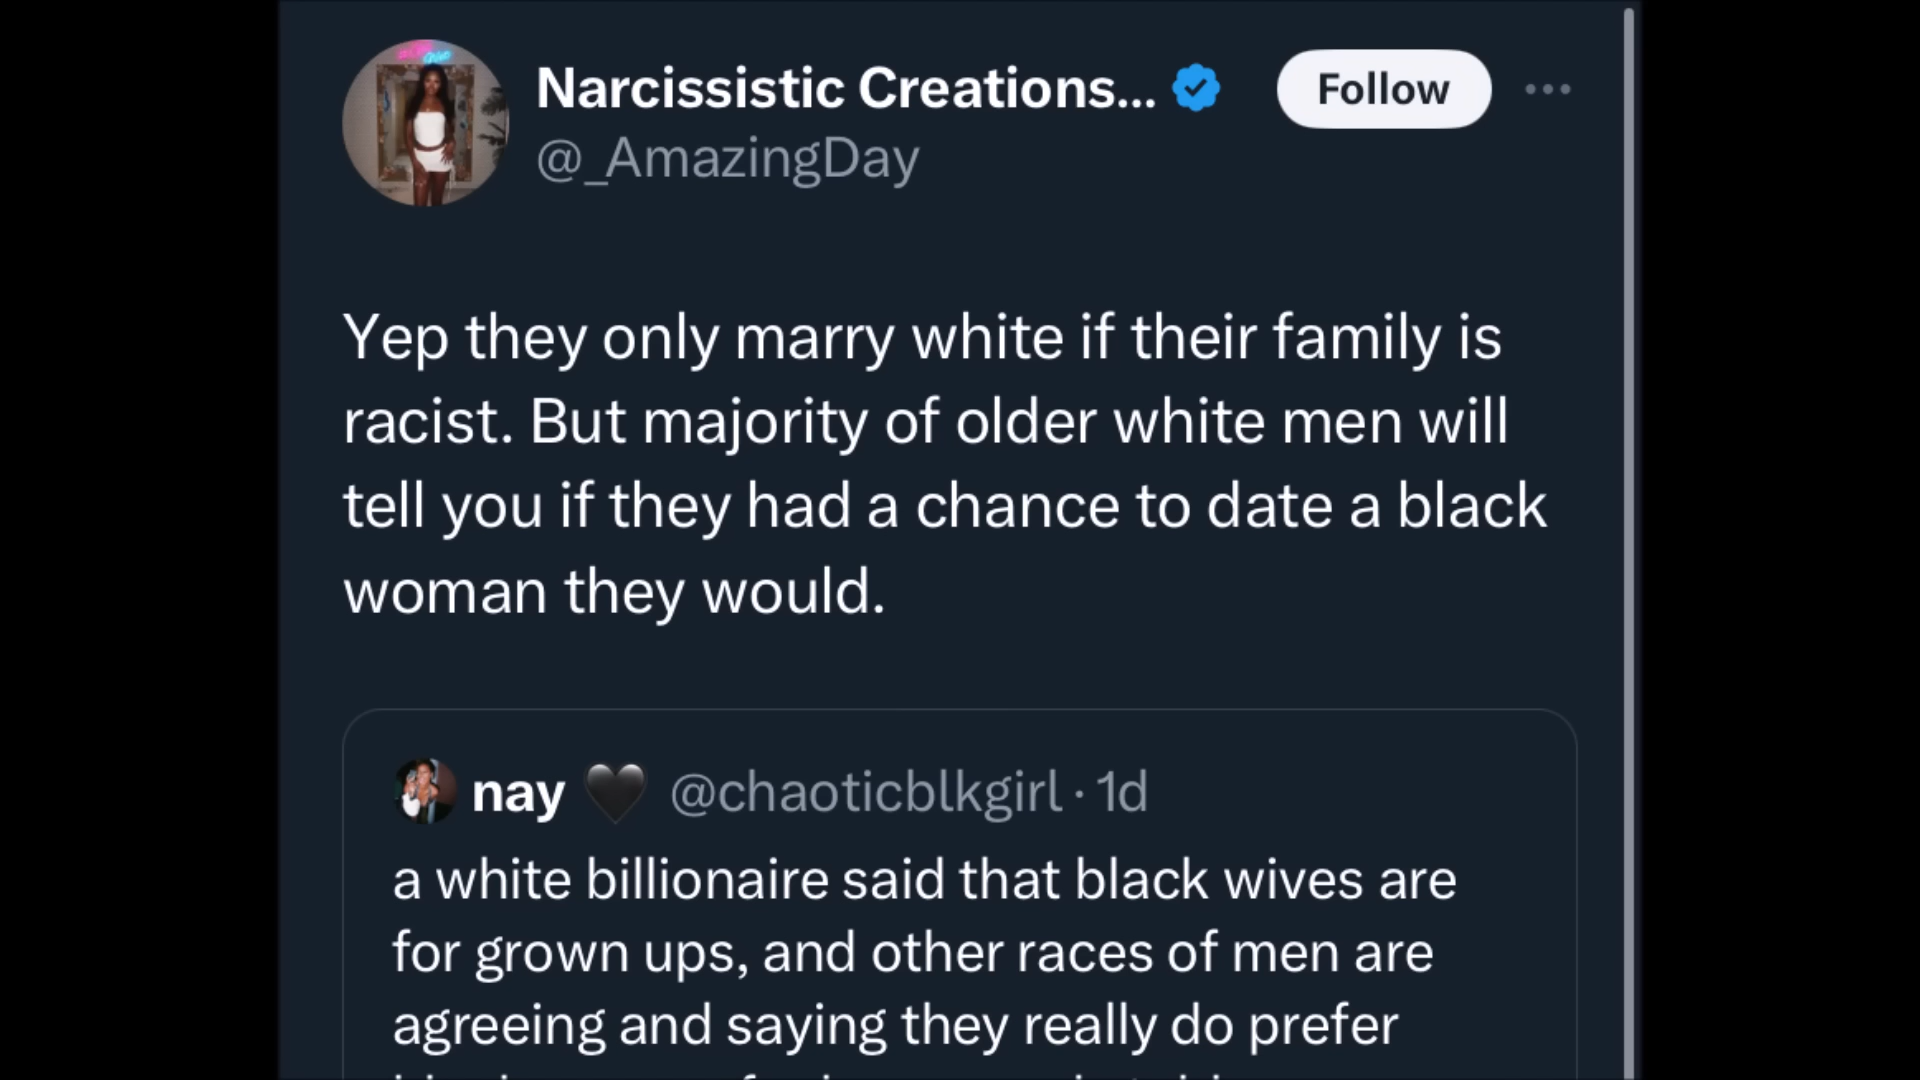 Narcissistic Creations...
Follow
@_AmazingDay
Yep they only marry white if their family is
racist. But majority of older white men will
tell you if they had a chance to date a black
woman they would.
nay 🖤 @chaoticblkgirl · 1d
a white billionaire said that black wives are
for grown ups, and other races of men are
agreeing and saying they really do prefer